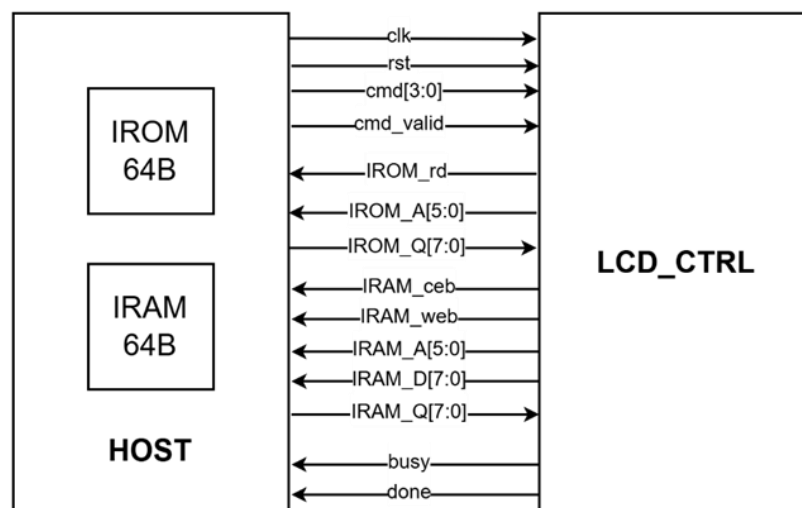 clk
rst
cmd[3:0]
cmd_valid
IROM_rd
IROM_A[5:0]
IROM_Q[7:0]
IRAM_ceb
IRAM_web
IRAM_A[5:0]
IRAM_D[7:0]
IRAM_Q[7:0]
busy
done
IROM
64B
IRAM
64B
HOST
LCD_CTRL